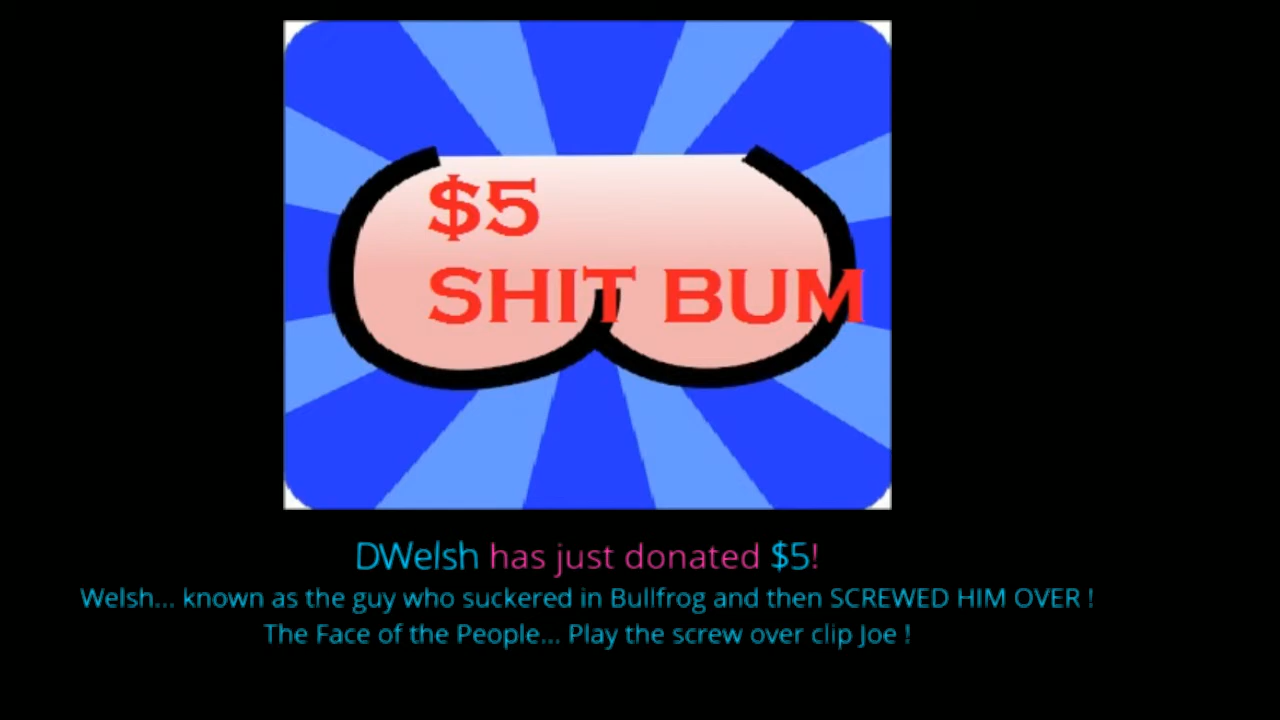 $5
SHIT BUM
DWelsh has just donated $5!
Welsh... known as the guy who suckered in Bullfrog and then SCREWED HIM OVER !
The Face of the People... Play the screw over clip Joe !